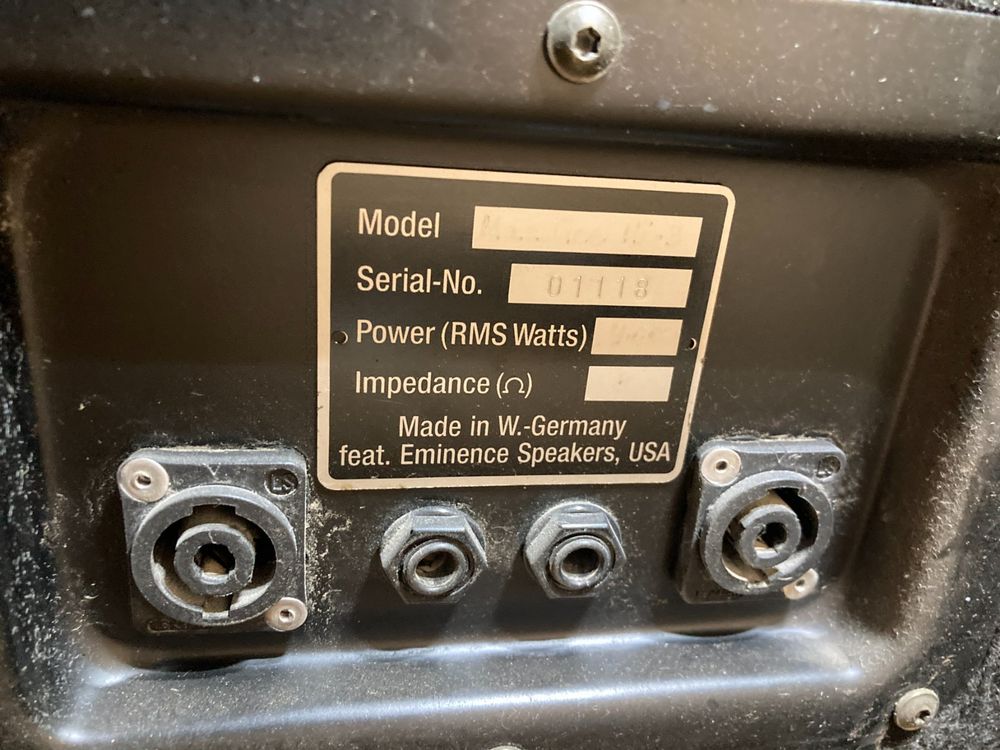 Model
Serial-No. 01118
Power (RMS Watts)
Impedance (Ω)
Made in W.-Germany
feat. Eminence Speakers, USA